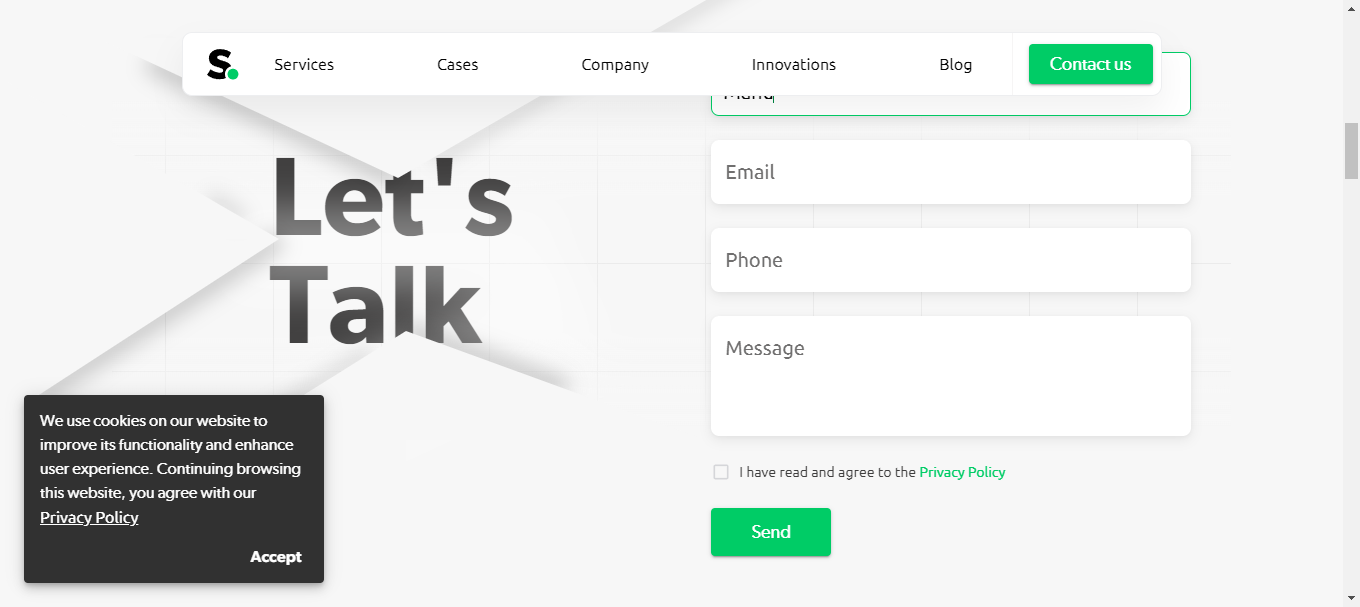 S.
Services
Cases
Company
Innovations
Blog
Contact us
Let's
Talk
Email
Phone
Message
I have read and agree to the Privacy Policy
Send
We use cookies on our website to
improve its functionality and enhance
user experience. Continuing browsing
this website, you agree with our
Privacy Policy
Accept